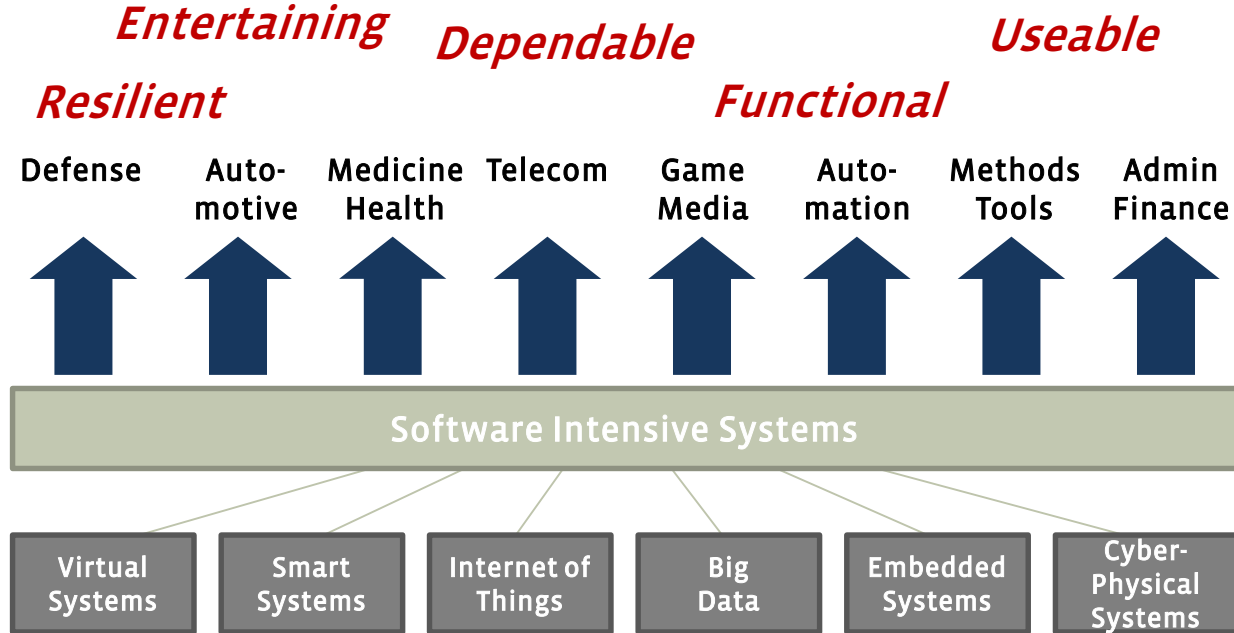 Entertaining
Dependable
Useable
Resilient
Functional
Defense
Auto-
motive
Medicine
Health
Telecom
Game
Media
Auto-
mation
Methods
Tools
Admin
Finance
Software Intensive Systems
Virtual
Systems
Smart
Systems
Internet of
Things
Big
Data
Embedded
Systems
Cyber-
Physical
Systems